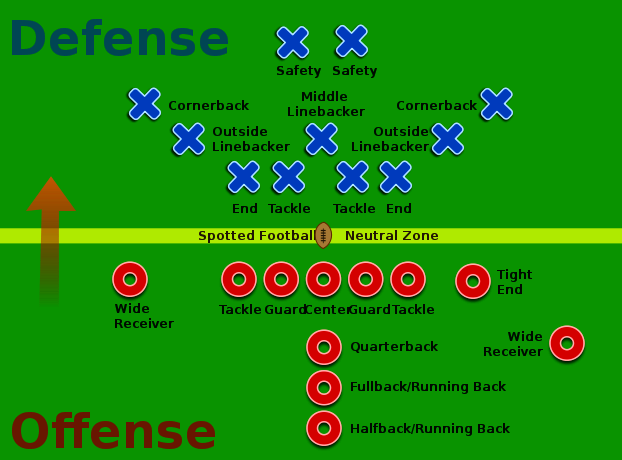 Defense
Safety Safety
Cornerback
Middle
Linebacker
Cornerback
Outside
Linebacker
Outside
Linebacker
End Tackle Tackle End
Spotted Football Neutral Zone
Wide
Receiver
Tackle Guard Center Guard Tackle
Tight
End
Quarterback
Wide
Receiver
Fullback/Running Back
Offense
Halfback/Running Back